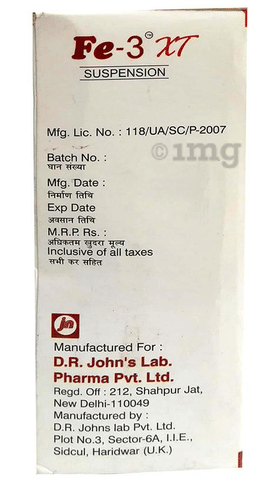 Fe-3™ XT
SUSPENSION
Mfg. Lic. No. : 118/UA/SC/P-2007
©1mg
Batch No. :
घान संख्या
Mfg. Date :
निर्माण तिथि
Exp Date
अवसान तिथि
M.R.P. Rs. :
अधिकतम खुदरा मूल्य
Inclusive of all taxes
सभी कर सहित
Manufactured For :
D.R. John's Lab.
Pharma Pvt. Ltd.
Regd. Off : 212, Shahpur Jat,
New Delhi-110049
Manufactured by :
D.R. Johns lab Pvt. Ltd.
Plot No.3, Sector-6A, I.I.E.,
Sidcul, Haridwar (U.K.)